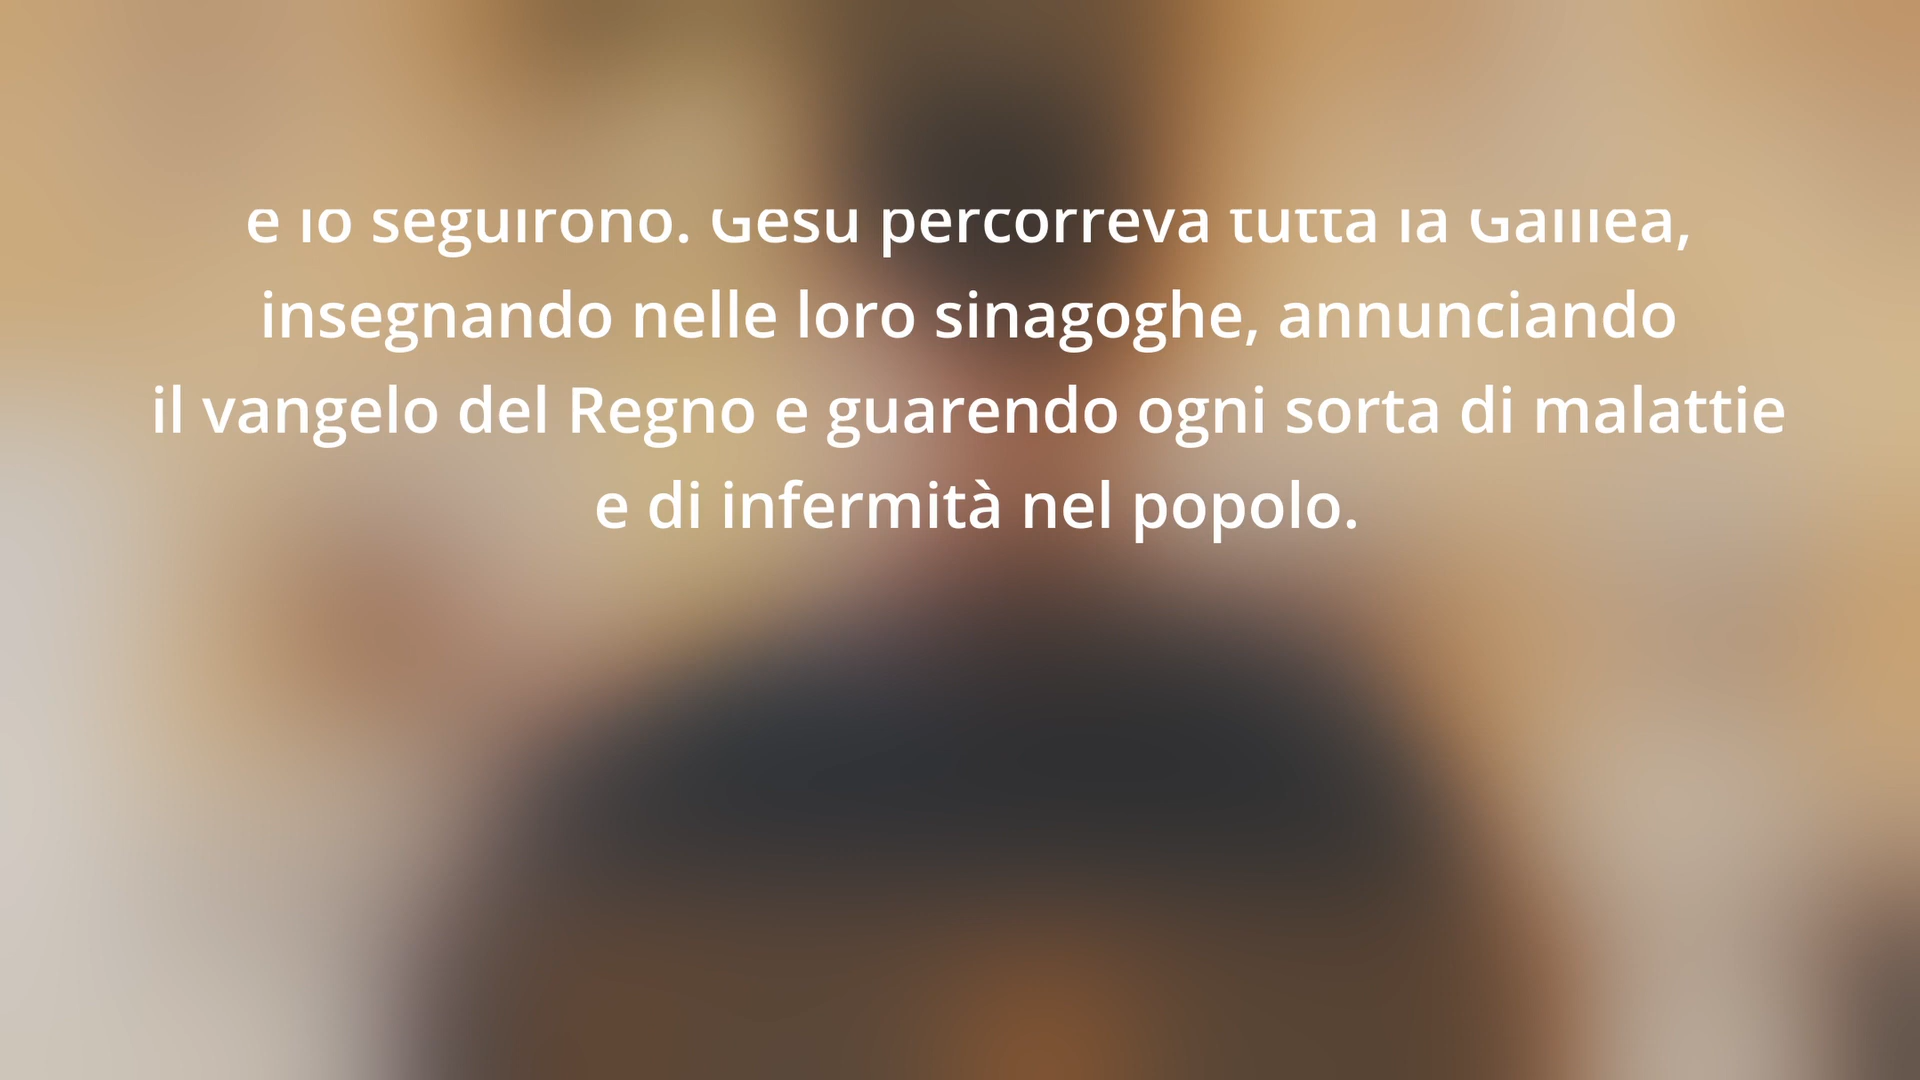 e lo seguirono. Gesù percorreva tutta la Galilea,
insegnando nelle loro sinagoghe, annunciando
il vangelo del Regno e guarendo ogni sorta di malattie
e di infermità nel popolo.